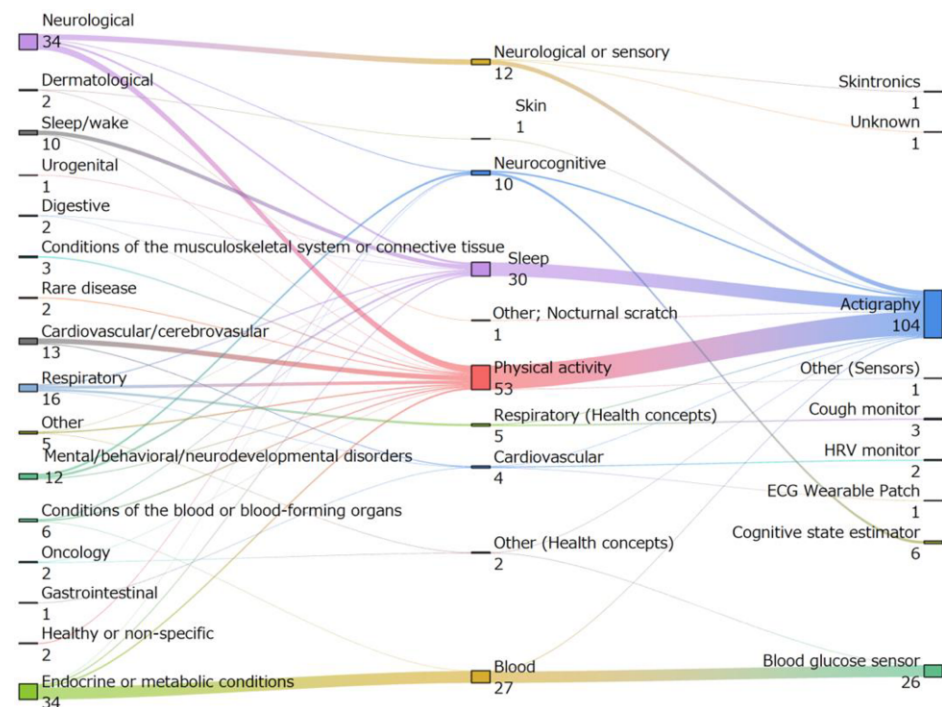 Neurological
34
Dermatological
2
Sleep/wake
10
Urogenital
1
Digestive
2
Conditions of the musculoskeletal system or connective tissue
3
Rare disease
2
Cardiovascular/cerebrovasular
13
Respiratory
16
Other
5
Mental/behavioral/neurodevelopmental disorders
12
Conditions of the blood or blood-forming organs
6
Oncology
2
Gastrointestinal
1
Healthy or non-specific
2
Endocrine or metabolic conditions
34
Neurological or sensory
12
Skin
1
Neurocognitive
10
Sleep
30
Other; Nocturnal scratch
1
Physical activity
53
Respiratory (Health concepts)
5
Cardiovascular
4
Other (Health concepts)
2
Blood
27
Skintronics
1
Unknown
1
Actigraphy
104
Other (Sensors)
1
Cough monitor
3
HRV monitor
2
ECG Wearable Patch
1
Cognitive state estimator
6
Blood glucose sensor
26